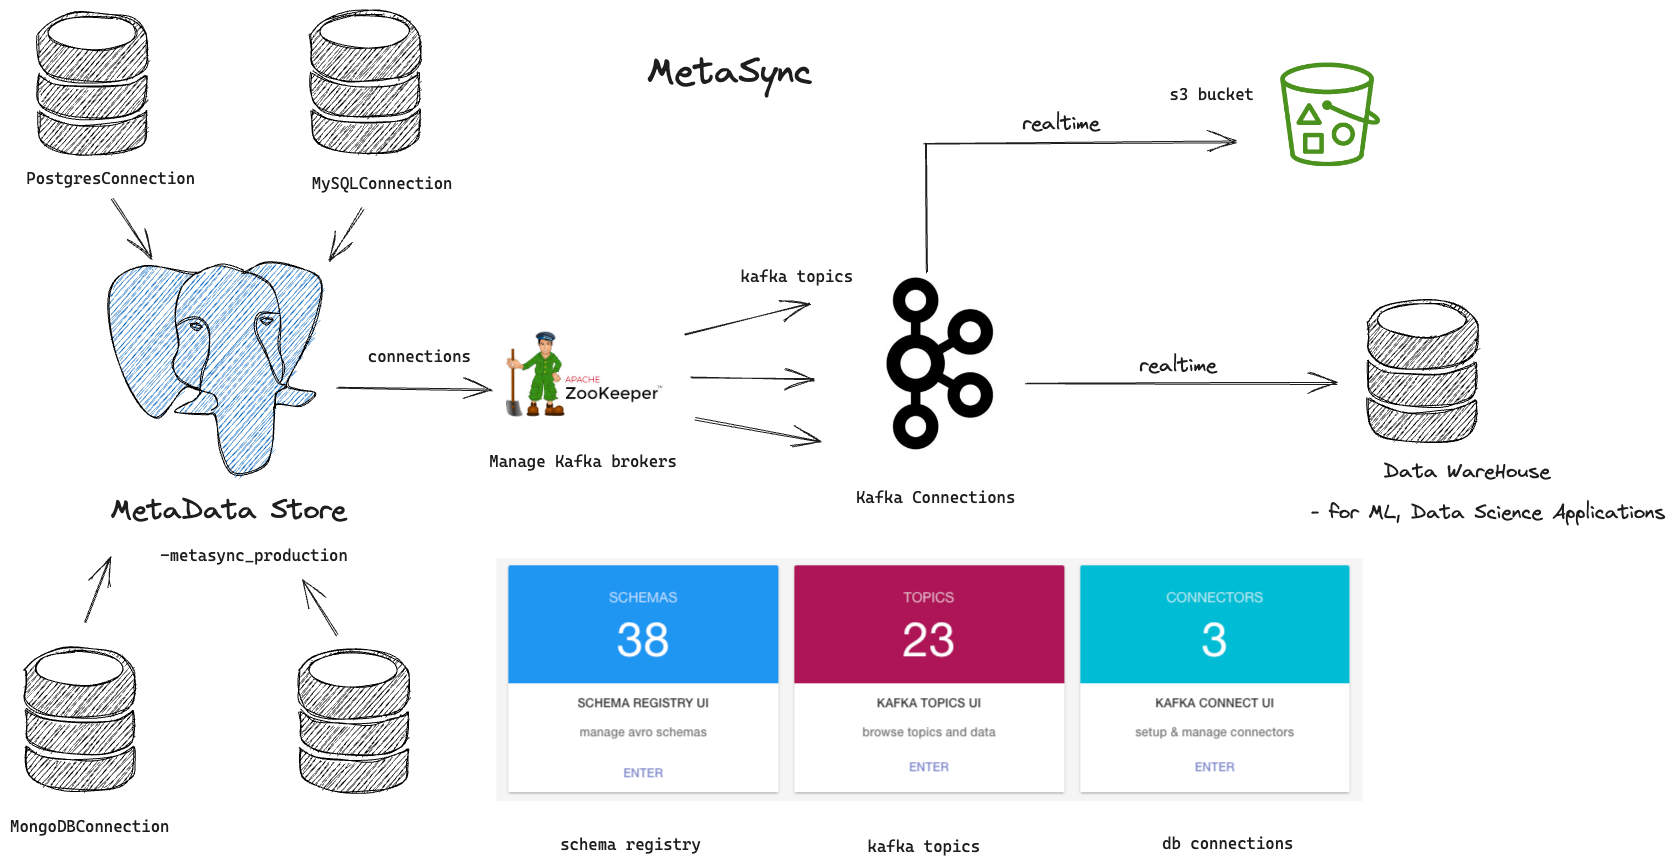 MetaSync
s3 bucket
realtime
PostgresConnection
MySQLConnection
kafka topics
connections
APACHE
ZooKeeper™
realtime
Manage Kafka brokers
Kafka Connections
Data WareHouse
- for ML, Data Science Applications
MetaData Store
-metasync_production
SCHEMAS
38
SCHEMA REGISTRY UI
manage avro schemas
ENTER
TOPICS
23
KAFKA TOPICS UI
browse topics and data
ENTER
CONNECTORS
3
KAFKA CONNECT UI
setup & manage connectors
ENTER
MongoDBConnection
schema registry
kafka topics
db connections